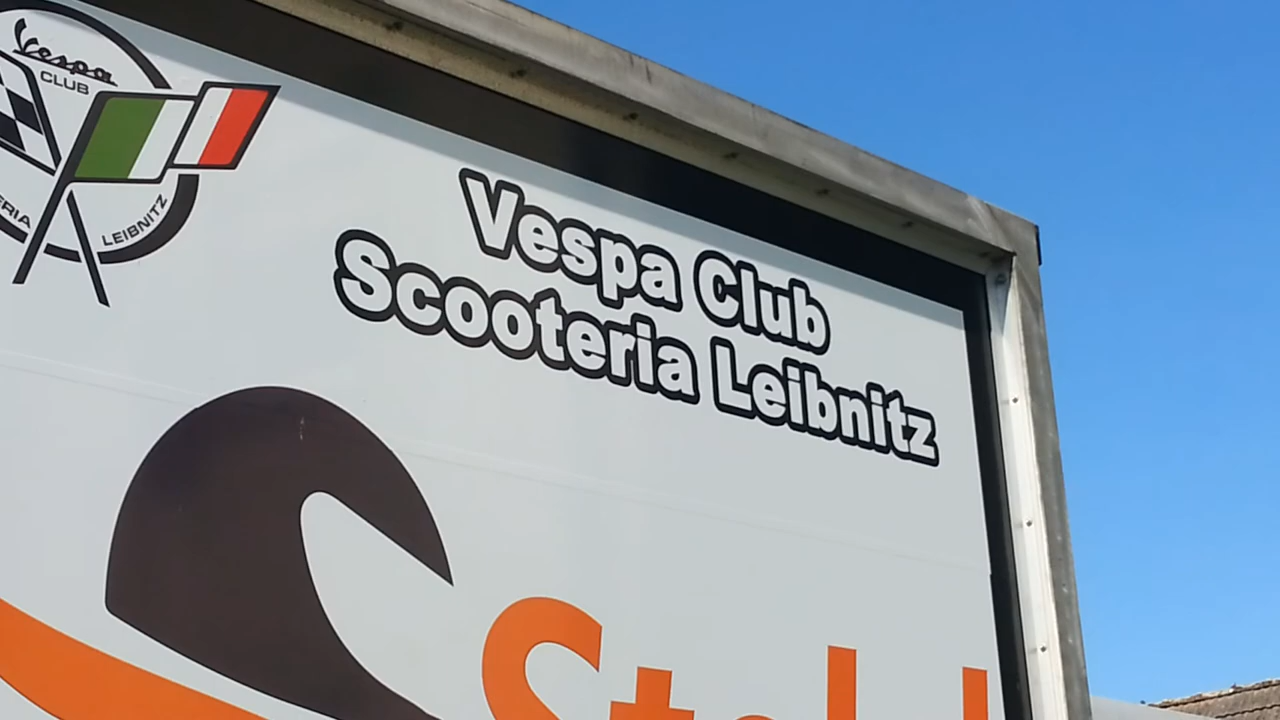 Vespa
CLUB
LEIBNITZ
Vespa Club
Scooteria Leibnitz